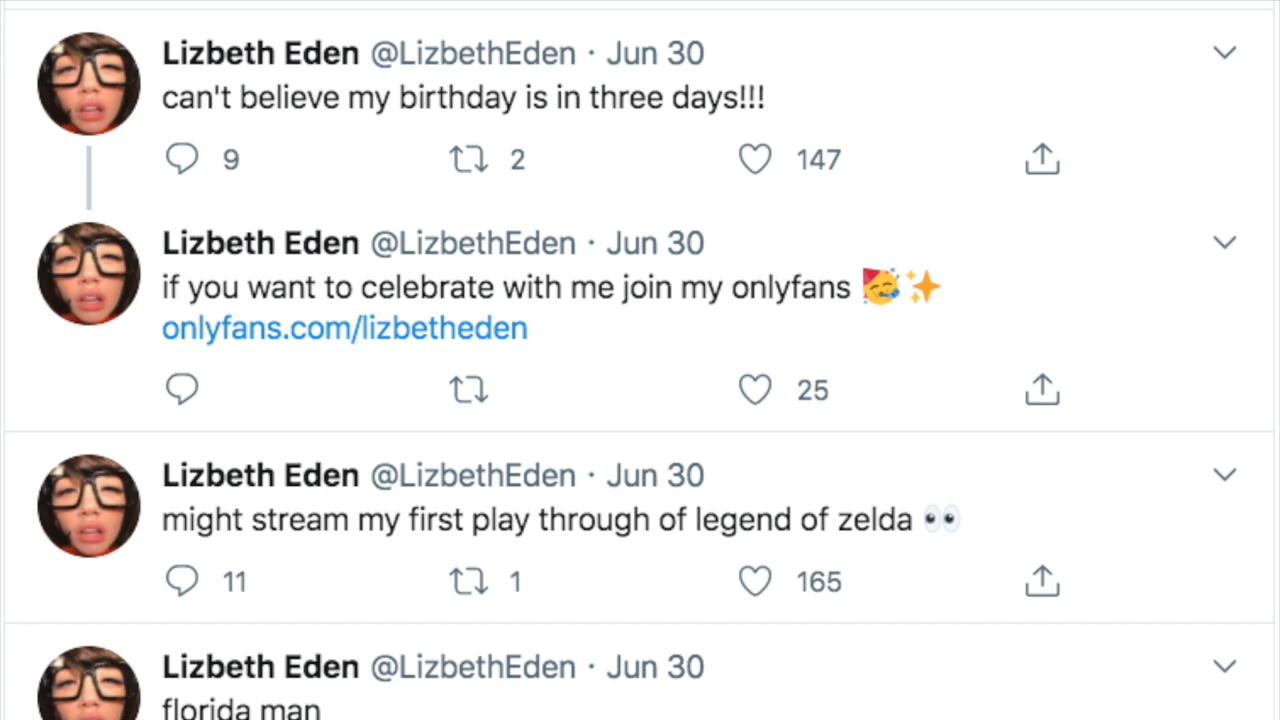 Lizbeth Eden @LizbethEden · Jun 30
can't believe my birthday is in three days!!!
9 2 147
Lizbeth Eden @LizbethEden · Jun 30
if you want to celebrate with me join my onlyfans 🥳✨
onlyfans.com/lizbetheden
25
Lizbeth Eden @LizbethEden · Jun 30
might stream my first play through of legend of zelda 👀
11 1 165
Lizbeth Eden @LizbethEden · Jun 30
florida man